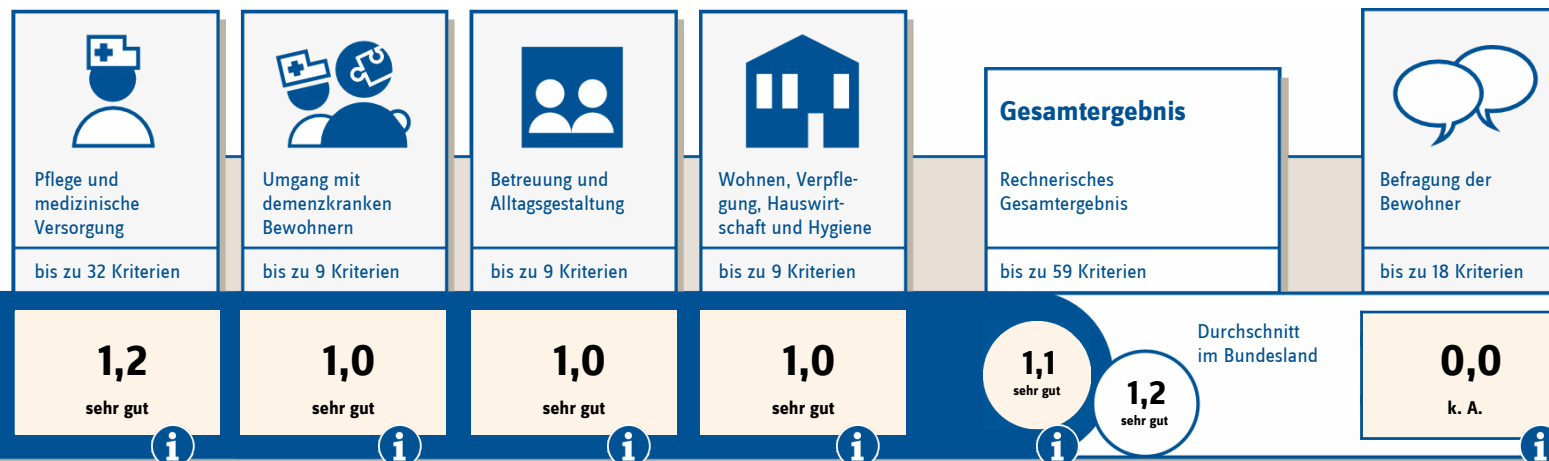 Pflege und
medizinische
Versorgung
bis zu 32 Kriterien
1,2
sehr gut
i
Umgang mit
demenzkranken
Bewohnern
bis zu 9 Kriterien
1,0
sehr gut
i
Betreuung und
Alltagsgestaltung
bis zu 9 Kriterien
1,0
sehr gut
i
Wohnen, Verpfle-
gung, Hauswirt-
schaft und Hygiene
bis zu 9 Kriterien
1,0
sehr gut
i
Gesamtergebnis
Rechnerisches
Gesamtergebnis
bis zu 59 Kriterien
1,1
sehr gut
i
Durchschnitt
im Bundesland
1,2
sehr gut
Befragung der
Bewohner
bis zu 18 Kriterien
0,0
k. A.
i